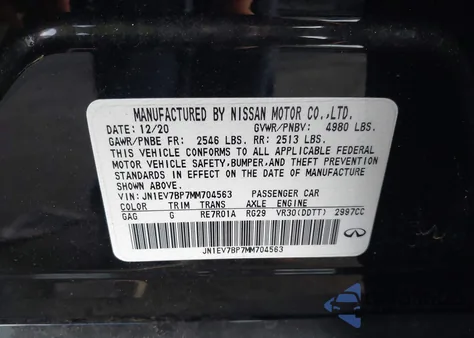 MANUFACTURED BY NISSAN MOTOR CO.,LTD.
DATE: 12/20 GVWR/PNBV: 4980 LBS.
GAWR/PNBE FR: 2546 LBS. RR: 2513 LBS.
THIS VEHICLE CONFORMS TO ALL APPLICABLE FEDERAL
MOTOR VEHICLE SAFETY,BUMPER,AND THEFT PREVENTION
STANDARDS IN EFFECT ON THE DATE OF MANUFACTURE
SHOWN ABOVE.
VIN: JN1EV7BP7MM704563 PASSENGER CAR
COLOR TRIM TRANS AXLE ENGINE
GAG G RE7R01A RG29 VR30(DDTT) 2997CC
JN1EV7BP7MM704563